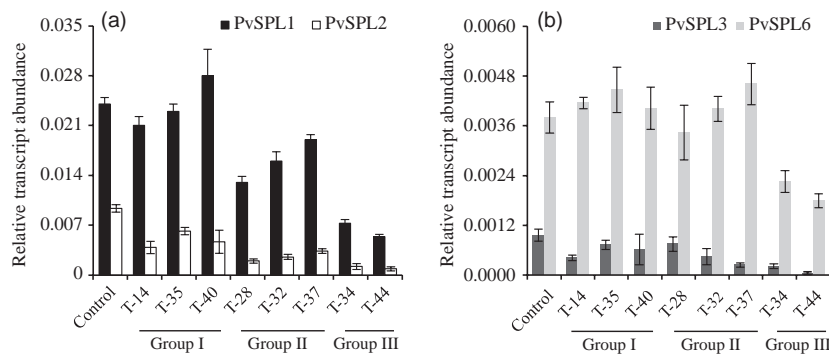 (a)
PvSPL1 PvSPL2
Relative transcript abundance
0.035
0.028
0.021
0.014
0.007
0
Control T-14 T-35 T-40 T-28 T-32 T-37 T-34 T-44
Group I Group II Group III
(b)
PvSPL3 PvSPL6
Relative transcript abundance
0.0060
0.0048
0.0036
0.0024
0.0012
0.0000
Control T-14 T-35 T-40 T-28 T-32 T-37 T-34 T-44
Group I Group II Group III